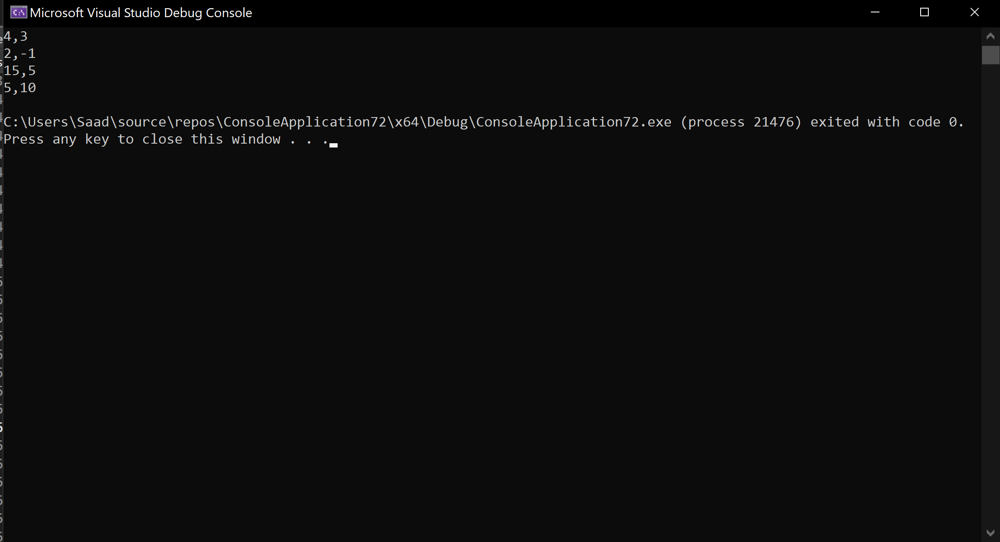 Microsoft Visual Studio Debug Console
4,3
2,-1
15,5
5,10
C:\Users\Saad\source\repos\ConsoleApplication72\x64\Debug\ConsoleApplication72.exe (process 21476) exited with code 0.
Press any key to close this window . . .